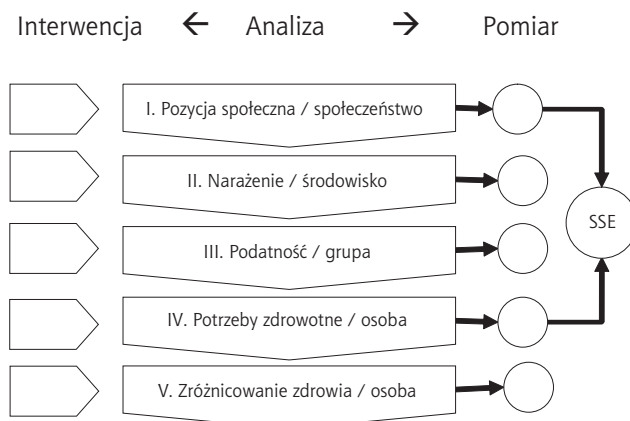 Interwencja ← Analiza → Pomiar
I. Pozycja społeczna / społeczeństwo
II. Narażenie / środowisko
SSE
III. Podatność / grupa
IV. Potrzeby zdrowotne / osoba
V. Zróżnicowanie zdrowia / osoba